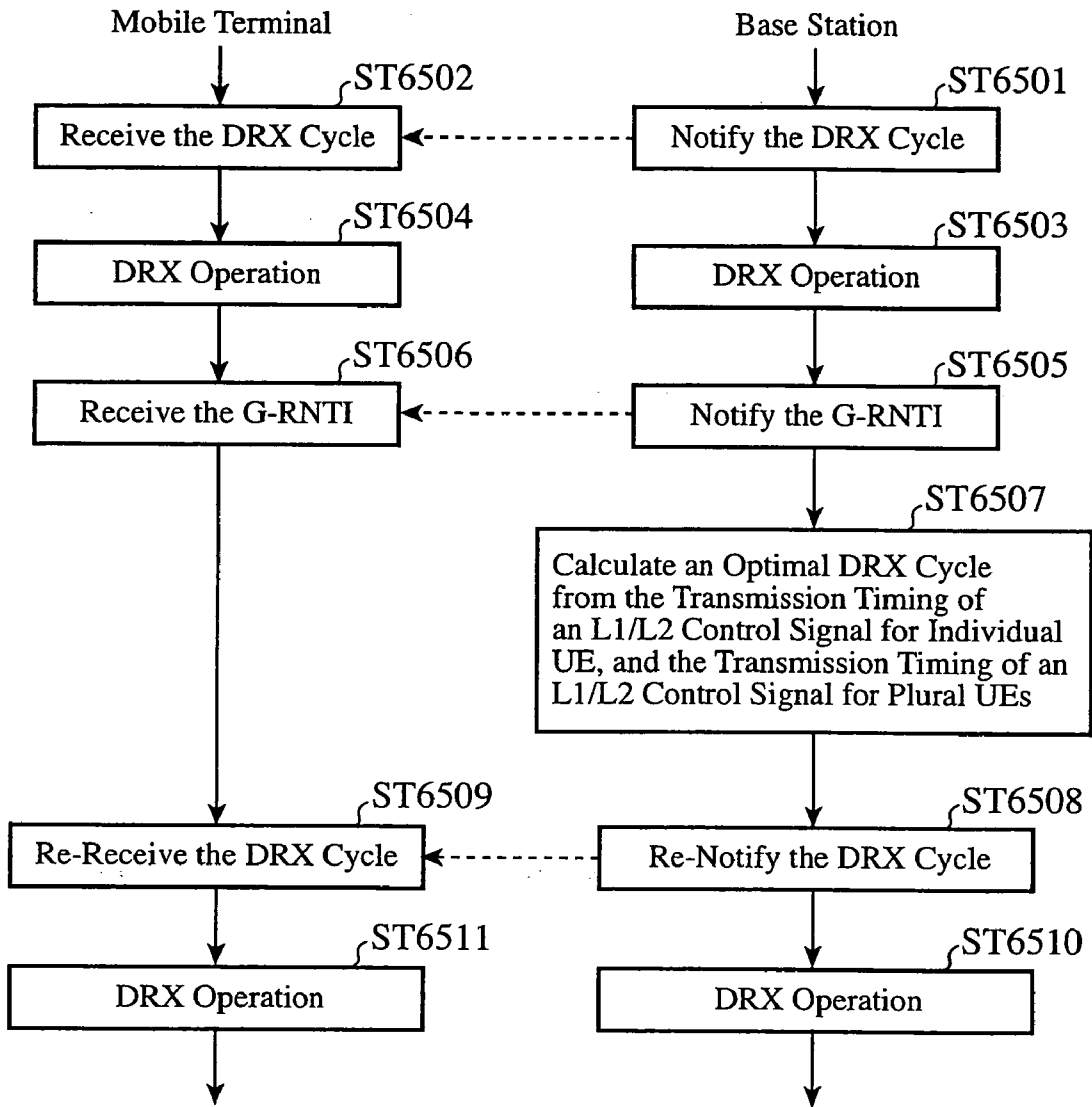 Mobile Terminal
Base Station
ST6502
ST6501
Receive the DRX Cycle
Notify the DRX Cycle
ST6504
ST6503
DRX Operation
DRX Operation
ST6506
ST6505
Receive the G-RNTI
Notify the G-RNTI
ST6507
Calculate an Optimal DRX Cycle
from the Transmission Timing of
an L1/L2 Control Signal for Individual
UE, and the Transmission Timing of an
L1/L2 Control Signal for Plural UEs
ST6509
ST6508
Re-Receive the DRX Cycle
Re-Notify the DRX Cycle
ST6511
ST6510
DRX Operation
DRX Operation